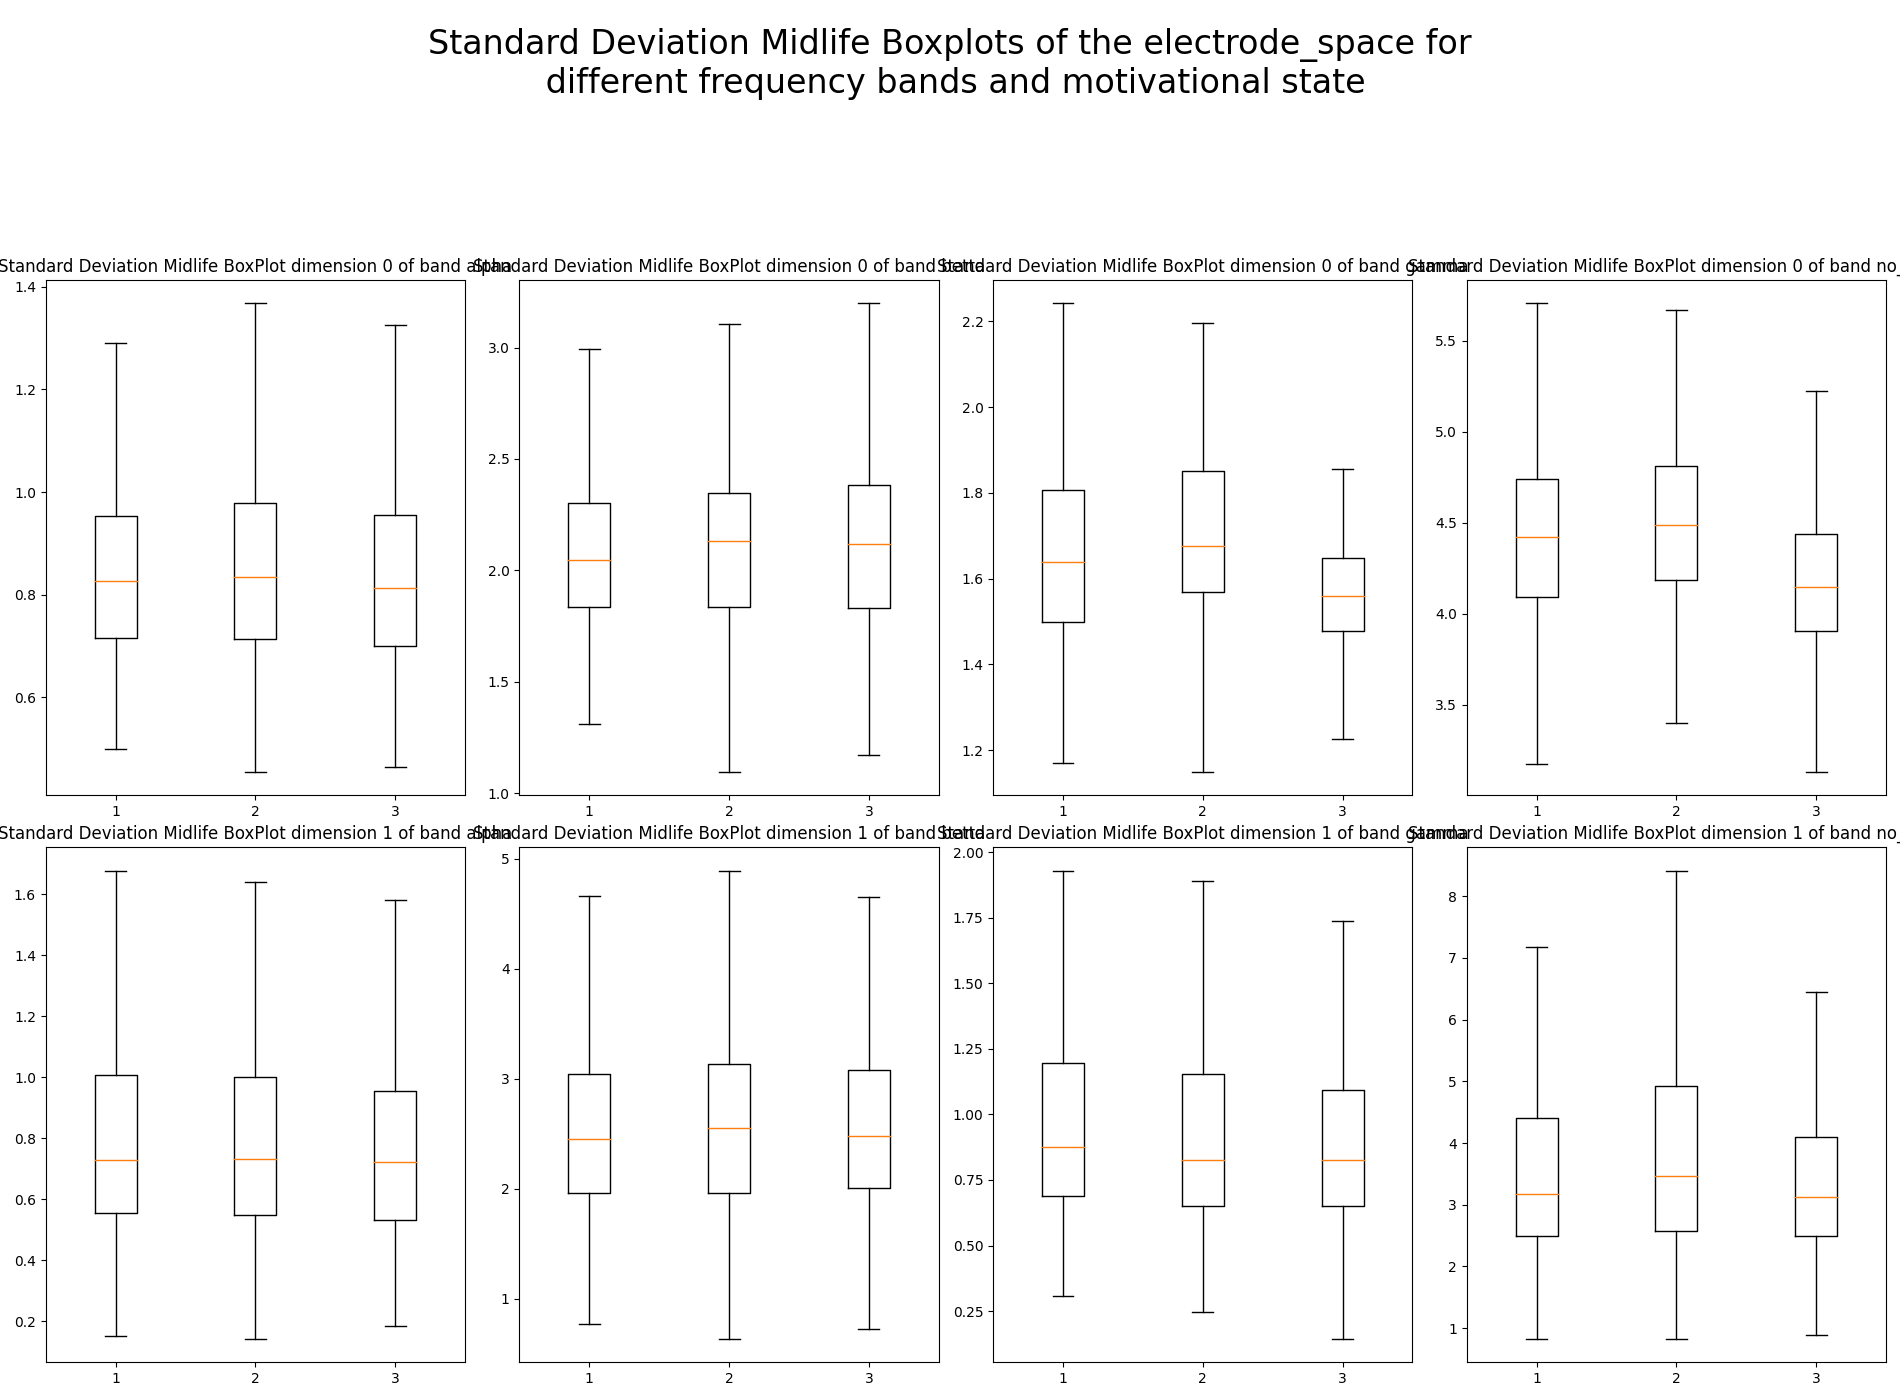 Standard Deviation Midlife Boxplots of the electrode_space for
different frequency bands and motivational state
Standard Deviation Midlife BoxPlot dimension 0 of band alpha
Standard Deviation Midlife BoxPlot dimension 0 of band betta
Standard Deviation Midlife BoxPlot dimension 0 of band gamma
Standard Deviation Midlife BoxPlot dimension 0 of band no_
1.4
1.2
1.0
0.8
0.6
1 2 3
3.0
2.5
2.0
1.5
1.0
1 2 3
2.2
2.0
1.8
1.6
1.4
1.2
1 2 3
5.5
5.0
4.5
4.0
3.5
1 2 3
Standard Deviation Midlife BoxPlot dimension 1 of band alpha
Standard Deviation Midlife BoxPlot dimension 1 of band betta
Standard Deviation Midlife BoxPlot dimension 1 of band gamma
Standard Deviation Midlife BoxPlot dimension 1 of band no_
1.6
1.4
1.2
1.0
0.8
0.6
0.4
0.2
1 2 3
5
4
3
2
1
1 2 3
2.00
1.75
1.50
1.25
1.00
0.75
0.50
0.25
1 2 3
8
7
6
5
4
3
2
1
1 2 3